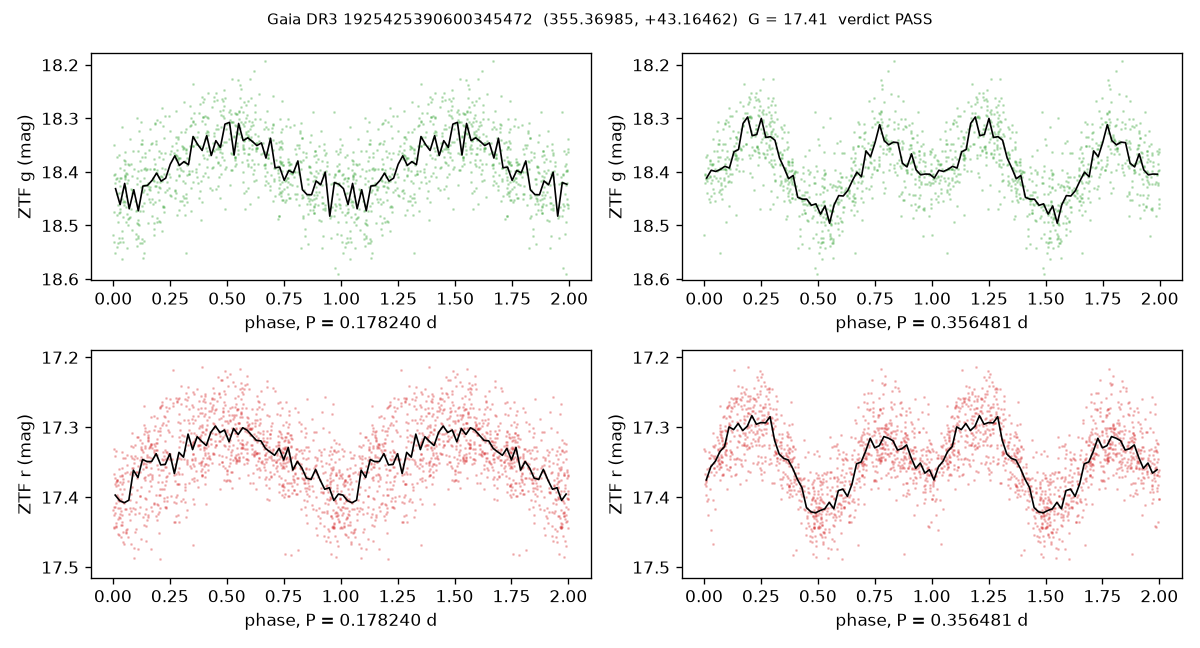 Gaia DR3 1925425390600345472  (355.36985, +43.16462)  G = 17.41  verdict PASS
ZTF g (mag)
18.2
18.3
18.4
18.5
18.6
0.00 0.25 0.50 0.75 1.00 1.25 1.50 1.75 2.00
phase, P = 0.178240 d
ZTF g (mag)
18.2
18.3
18.4
18.5
18.6
0.00 0.25 0.50 0.75 1.00 1.25 1.50 1.75 2.00
phase, P = 0.356481 d
ZTF r (mag)
17.2
17.3
17.4
17.5
0.00 0.25 0.50 0.75 1.00 1.25 1.50 1.75 2.00
phase, P = 0.178240 d
ZTF r (mag)
17.2
17.3
17.4
17.5
0.00 0.25 0.50 0.75 1.00 1.25 1.50 1.75 2.00
phase, P = 0.356481 d